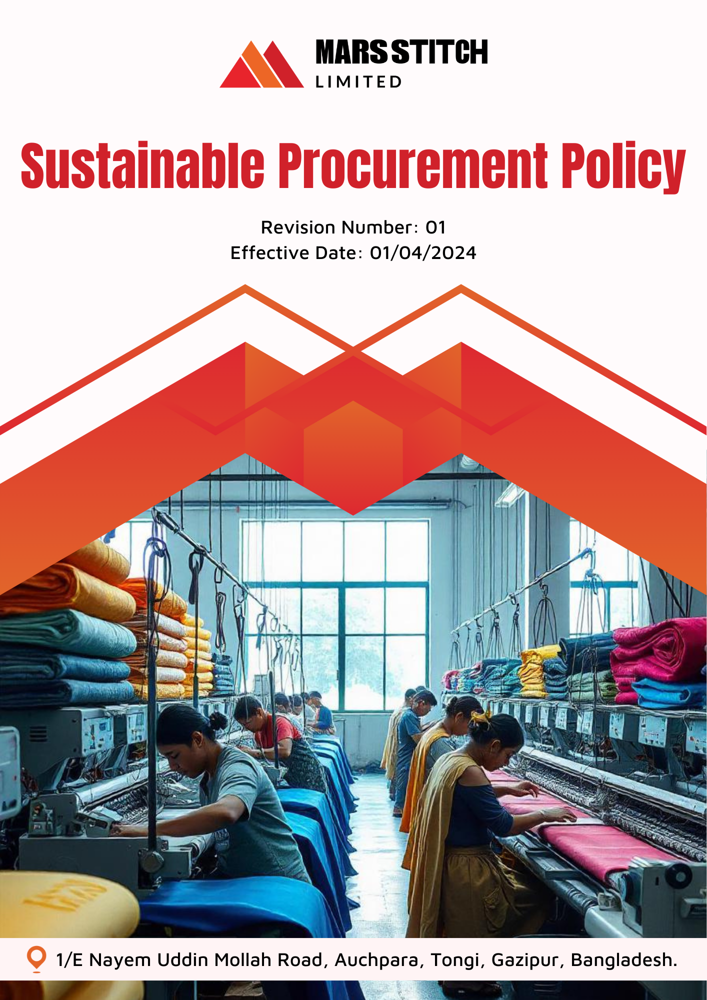 MARS STITCH
LIMITED
Sustainable Procurement Policy
Revision Number: 01
Effective Date: 01/04/2024
1/E Nayem Uddin Mollah Road, Auchpara, Tongi, Gazipur, Bangladesh.